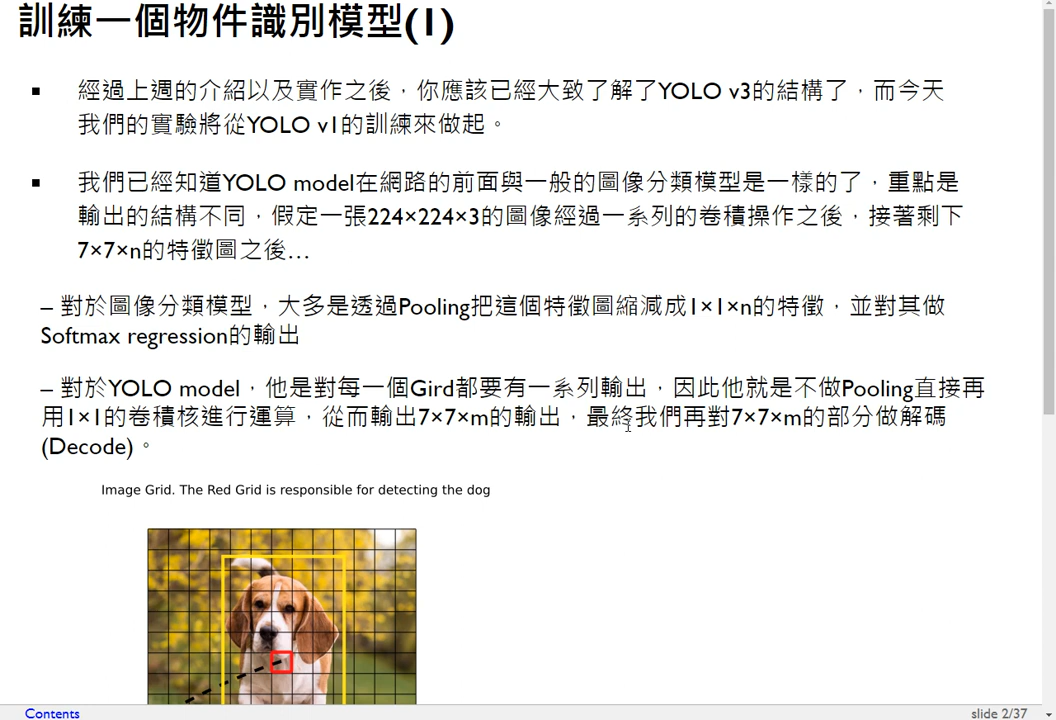 訓練一個物件識別模型(1)
▪ 經過上週的介紹以及實作之後，你應該已經大致了解了YOLO v3的結構了，而今天
我們的實驗將從YOLO v1的訓練來做起。
▪ 我們已經知道YOLO model在網路的前面與一般的圖像分類模型是一樣的了，重點是
輸出的結構不同，假定一張224×224×3的圖像經過一系列的卷積操作之後，接著剩下
7×7×n的特徵圖之後…
– 對於圖像分類模型，大多是透過Pooling把這個特徵圖縮減成1×1×n的特徵，並對其做
Softmax regression的輸出
– 對於YOLO model，他是對每一個Gird都要有一系列輸出，因此他就是不做Pooling直接再
用1×1的卷積核進行運算，從而輸出7×7×m的輸出，最終我們再對7×7×m的部分做解碼
(Decode)。
Image Grid. The Red Grid is responsible for detecting the dog
Contents
slide 2/37